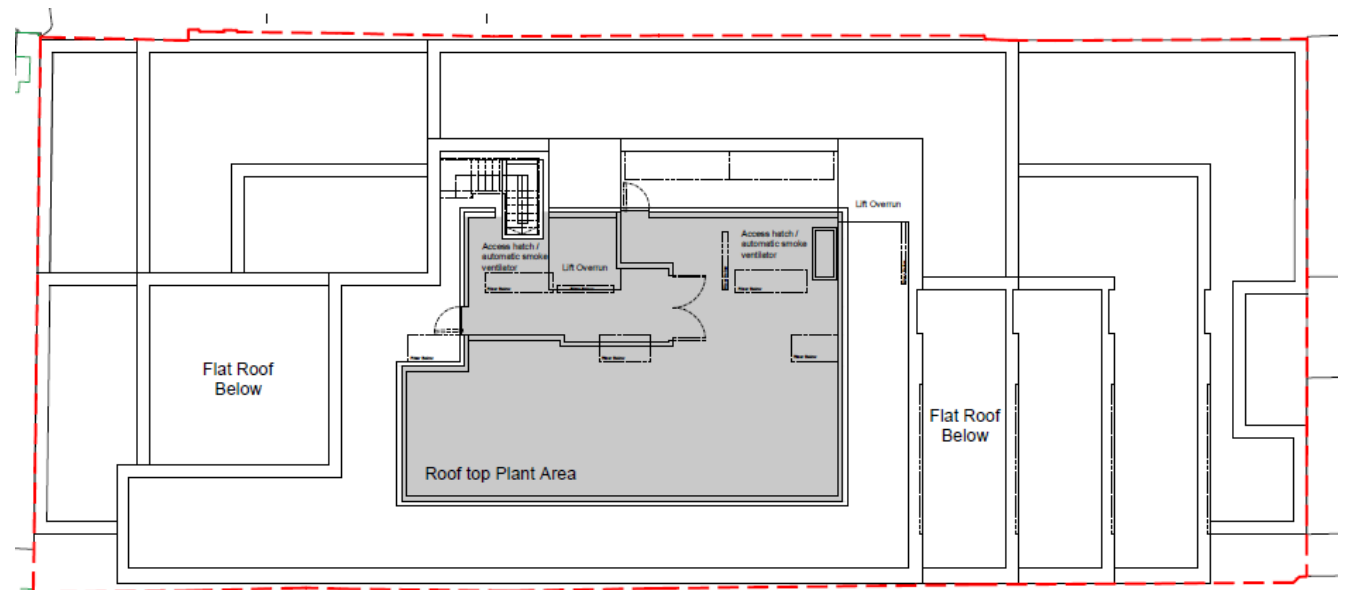 Lift Overrun
Access hatch /
automatic smoke
ventilator
Lift Overrun
Access hatch /
automatic smoke
ventilator
Flat Roof
Below
Flat Roof
Below
Roof top Plant Area